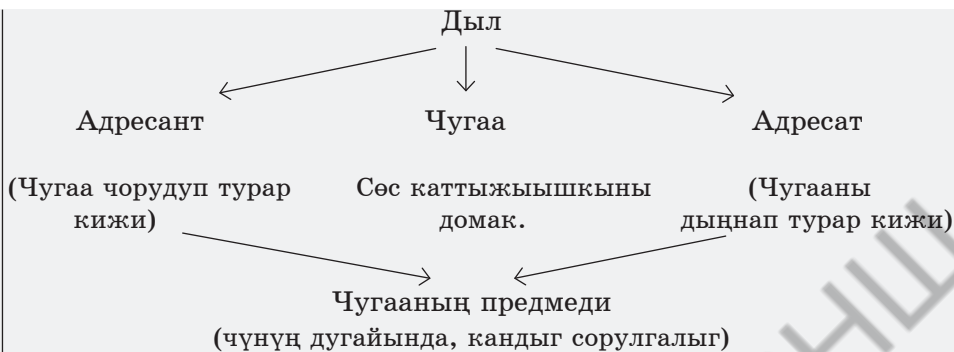 Дыл
Адресант Чугаа Адресат
(Чугаа чорудуп турар Сөс каттыжыышкыны (Чугааны
кижи) домак. дыңнап турар кижи)
Чугааның предмеди
(чүнүң дугайында, кандыг сорулгалыг)